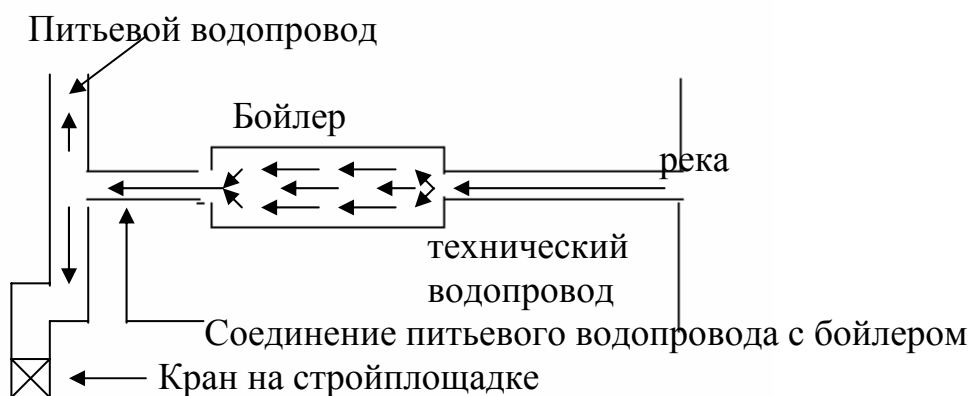 Питьевой водопровод
Бойлер
река
технический
водопровод
Соединение питьевого водопровода с бойлером
Кран на стройплощадке